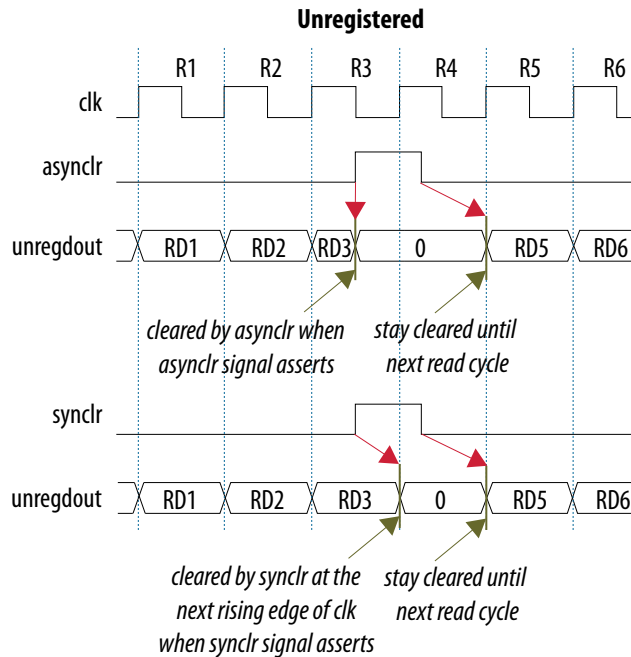 Unregistered
R1 R2 R3 R4 R5 R6
clk
asynclr
unregdout RD1 RD2 RD3 0 RD5 RD6
cleared by asynclr when stay cleared until
asynclr signal asserts next read cycle
synclr
unregdout RD1 RD2 RD3 0 RD5 RD6
cleared by synclr at the stay cleared until
next rising edge of clk next read cycle
when synclr signal asserts